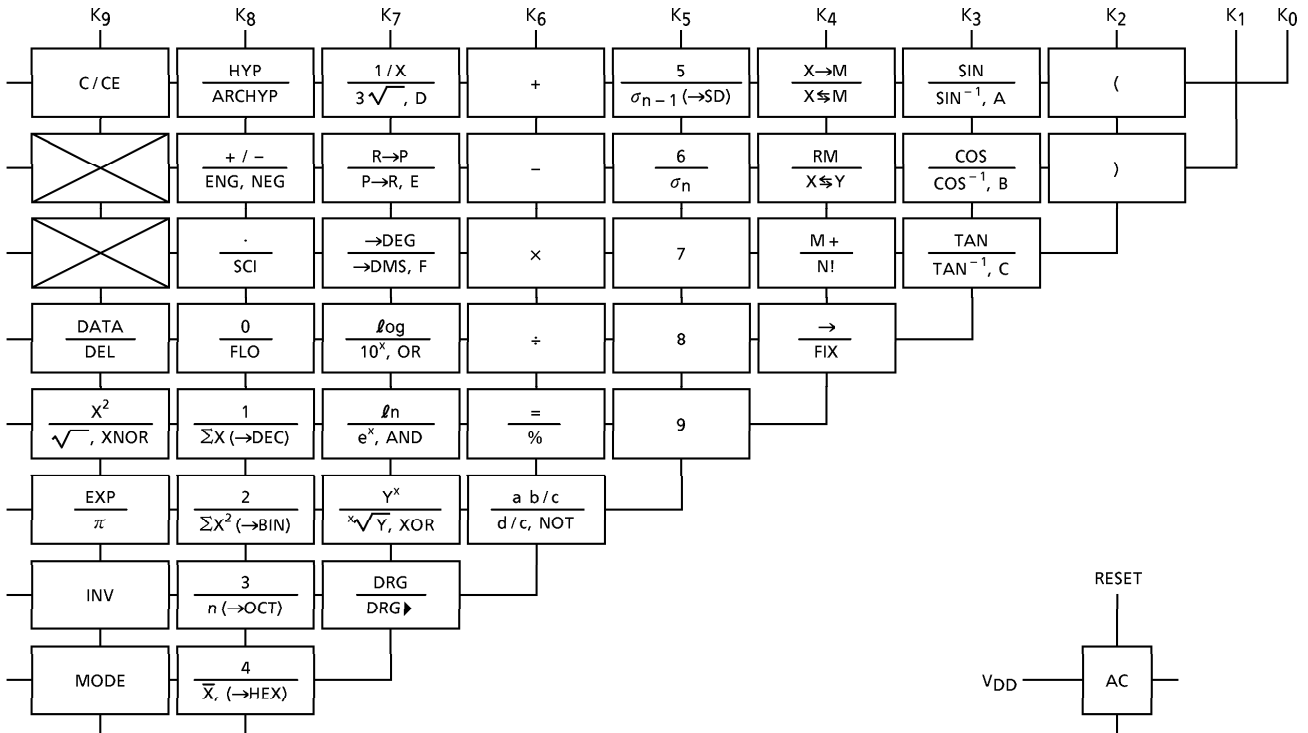 K9 K8 K7 K6 K5 K4 K3 K2 K1 K0
C / CE
HYP
ARCHYP
1 / X
3√‾, D
+
5
σn−1 (→SD)
X→M
X⇆M
SIN
SIN⁻¹, A
(
+ / −
ENG, NEG
R→P
P→R, E
−
6
σn
RM
X⇆Y
COS
COS⁻¹, B
)
·
SCI
→DEG
→DMS, F
×
7
M +
N!
TAN
TAN⁻¹, C
DATA
DEL
0
FLO
ℓog
10ˣ, OR
÷
8
→
FIX
X²
√‾, XNOR
1
ΣX (→DEC)
ℓn
eˣ, AND
=
%
9
EXP
π
2
ΣX² (→BIN)
Yˣ
ˣ√Y, XOR
a b / c
d / c, NOT
INV
3
n (→OCT)
DRG
DRG▶
RESET
MODE
4
X̅, (→HEX)
VDD
AC